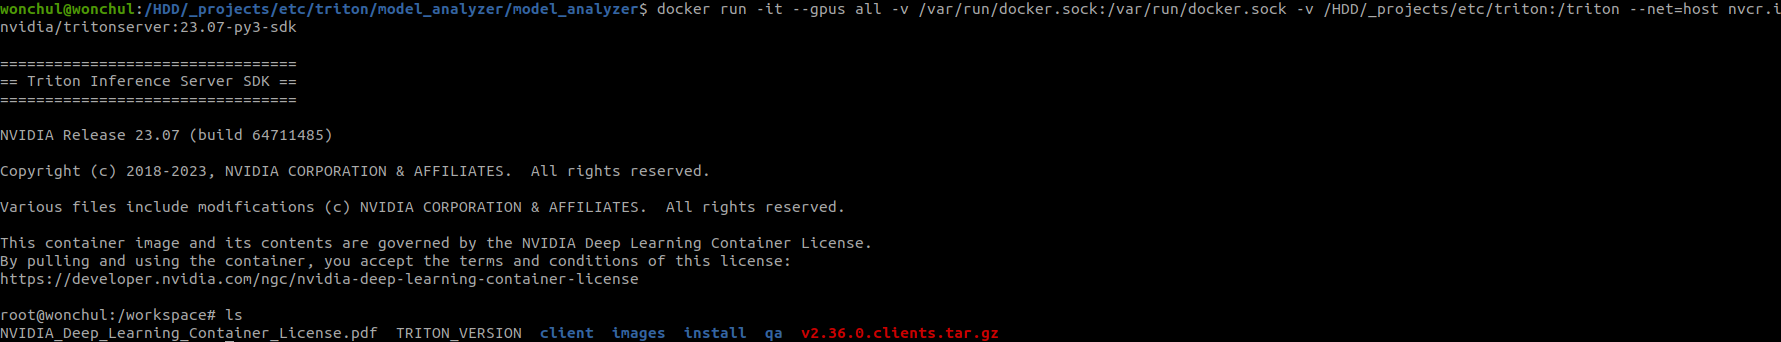 wonchul@wonchul:/HDD/_projects/etc/triton/model_analyzer/model_analyzer$ docker run -it --gpus all -v /var/run/docker.sock:/var/run/docker.sock -v /HDD/_projects/etc/triton:/triton --net=host nvcr.i
nvidia/tritonserver:23.07-py3-sdk
=================================
== Triton Inference Server SDK ==
=================================
NVIDIA Release 23.07 (build 64711485)
Copyright (c) 2018-2023, NVIDIA CORPORATION & AFFILIATES.  All rights reserved.
Various files include modifications (c) NVIDIA CORPORATION & AFFILIATES.  All rights reserved.
This container image and its contents are governed by the NVIDIA Deep Learning Container License.
By pulling and using the container, you accept the terms and conditions of this license:
https://developer.nvidia.com/ngc/nvidia-deep-learning-container-license
root@wonchul:/workspace# ls
NVIDIA_Deep_Learning_Container_License.pdf  TRITON_VERSION  client  images  install  qa  v2.36.0.clients.tar.gz